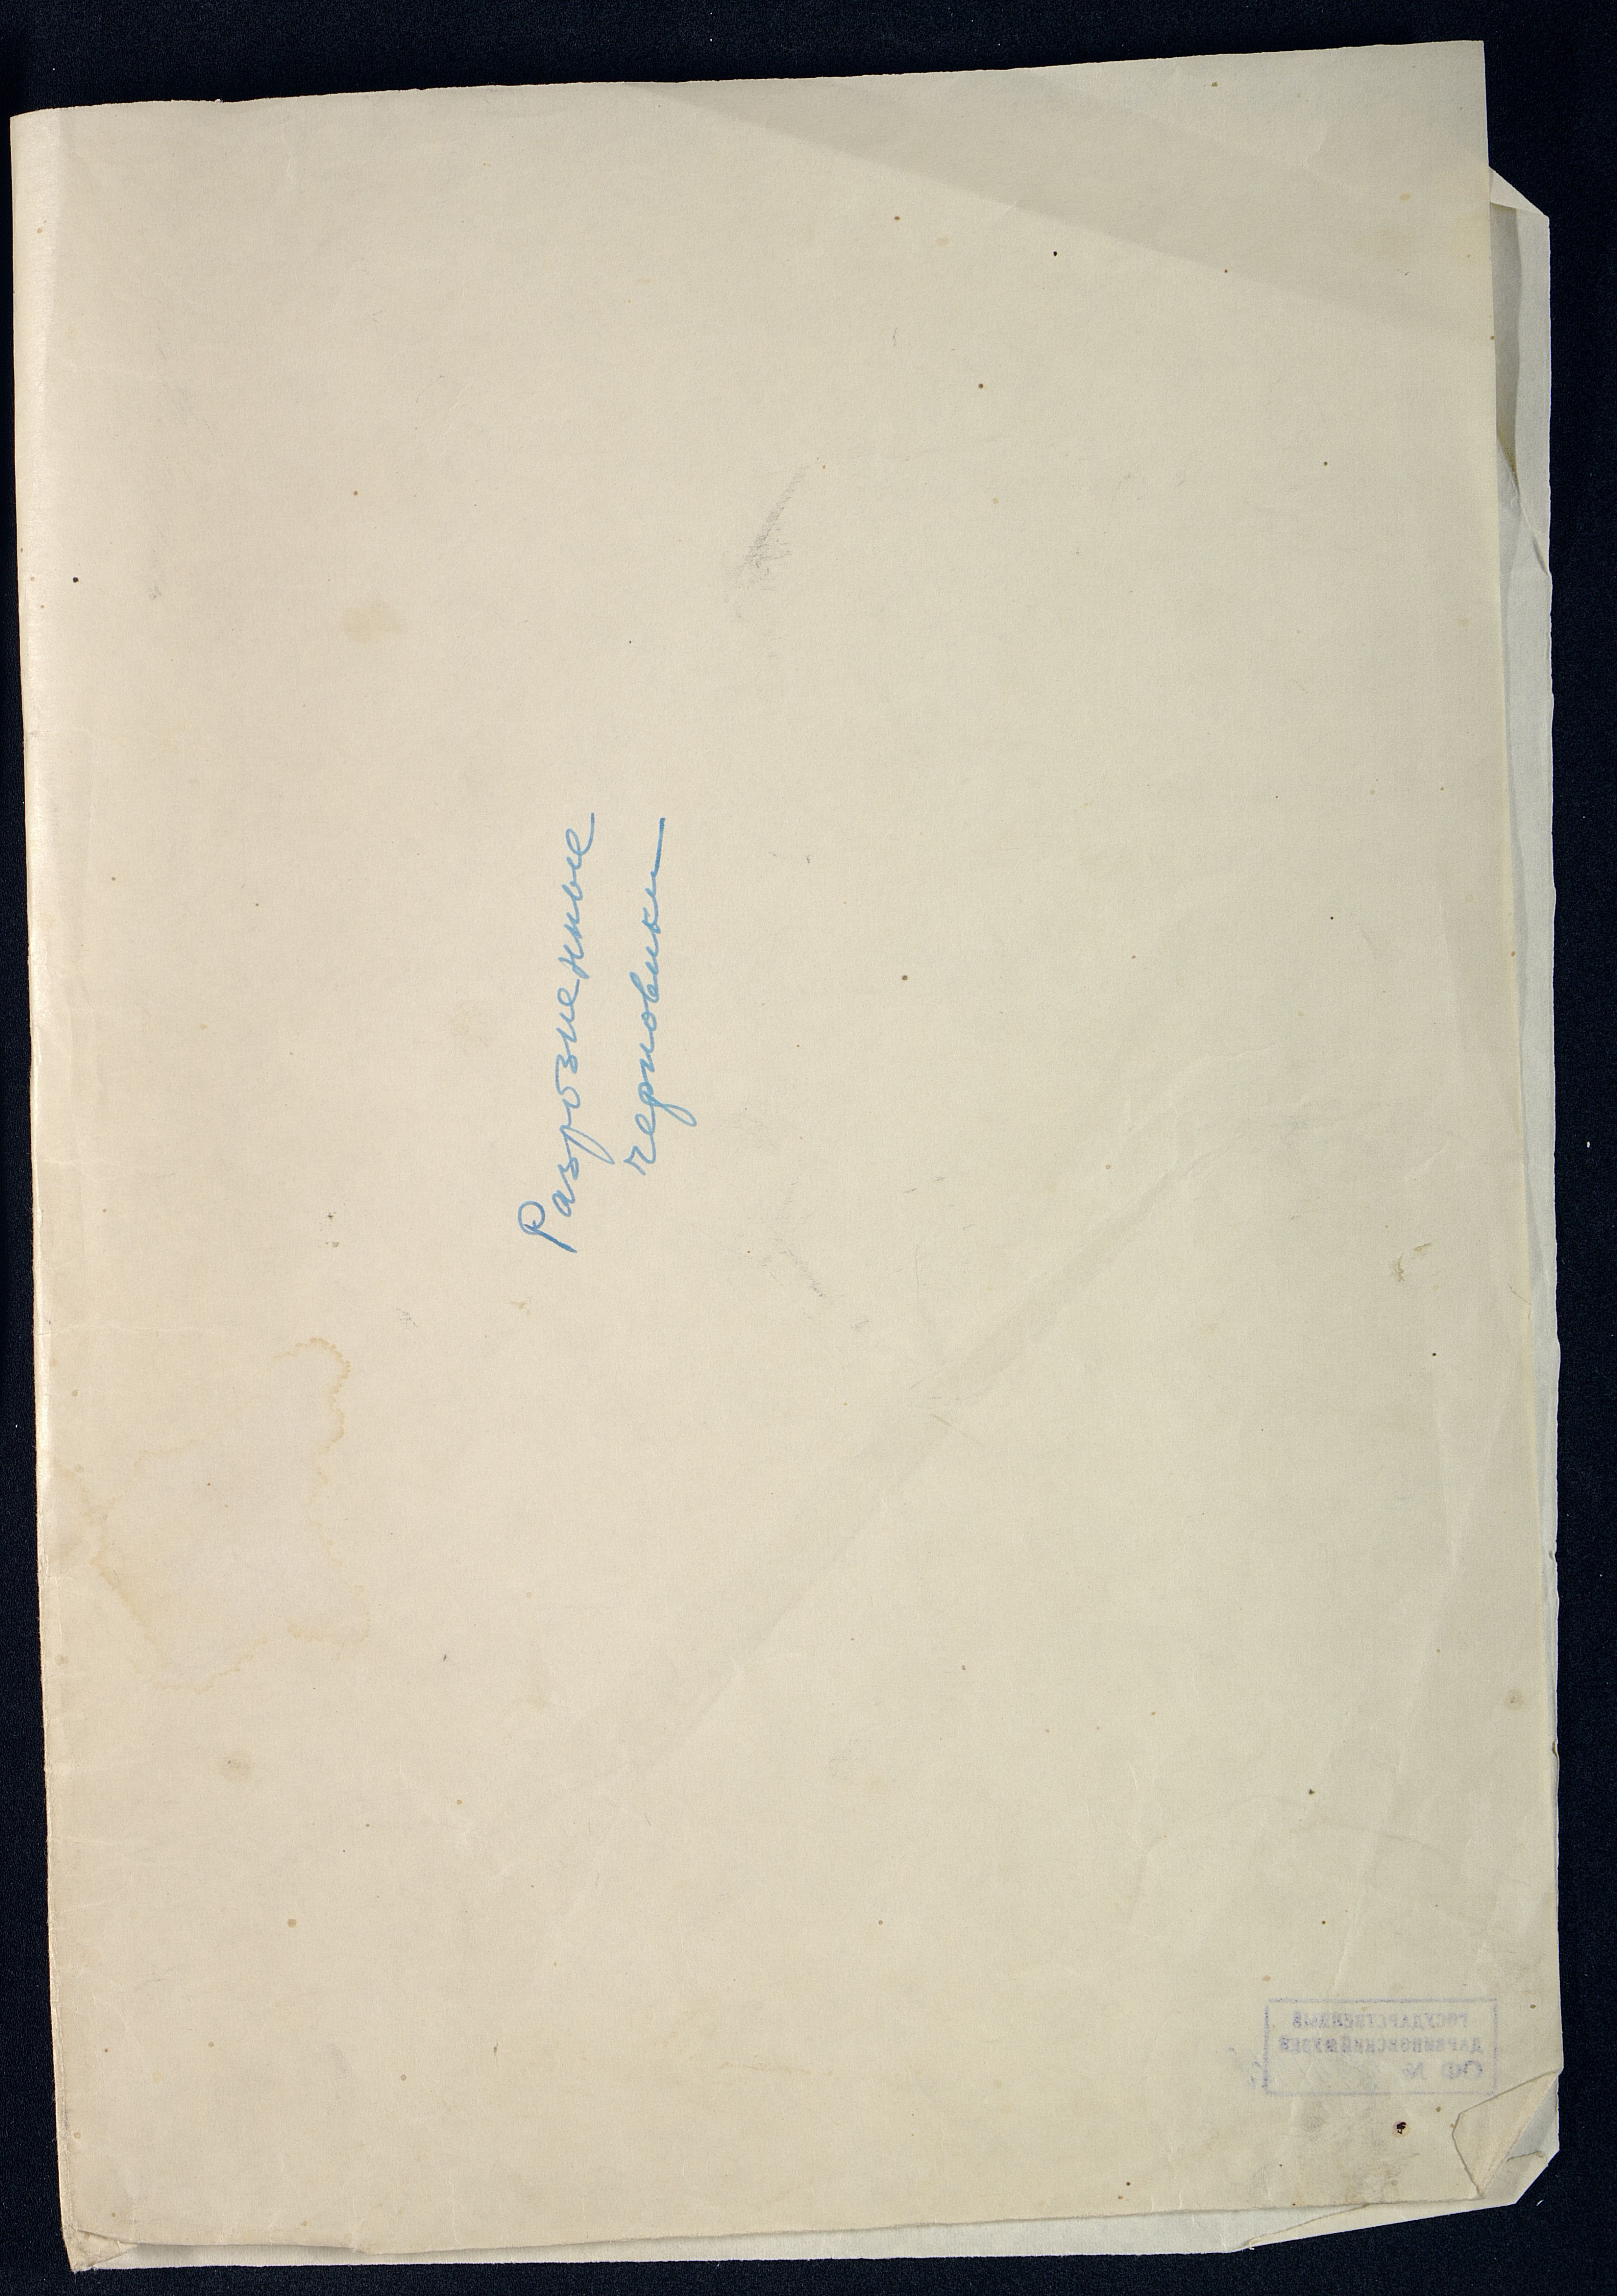 Разрозненные
черновики
ГОСУДАРСТВЕННЫЙ
ДАРВИНОВСКИЙ МУЗЕЙ
ОФ №